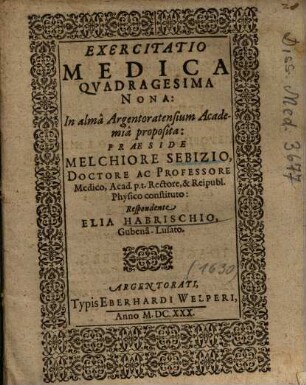 EXERCITATIO
MEDICA
QVADRAGESIMA
NONA:
In almâ Argentoratensium Acade-
miâ proposita:
PRAESIDE
MELCHIORE SEBIZIO,
DOCTORE AC PROFESSORE
Medico, Acad. p.t. Rectore, & Reipubl.
Physico constituto:
Respondente
ELIA HABRISCHIO,
Gubenâ-Lusato.
(1630)
ARGENTORATI,
Typis EBERHARDI WELPERI,
Anno M.DC.XXX.
Diss. Med 3647